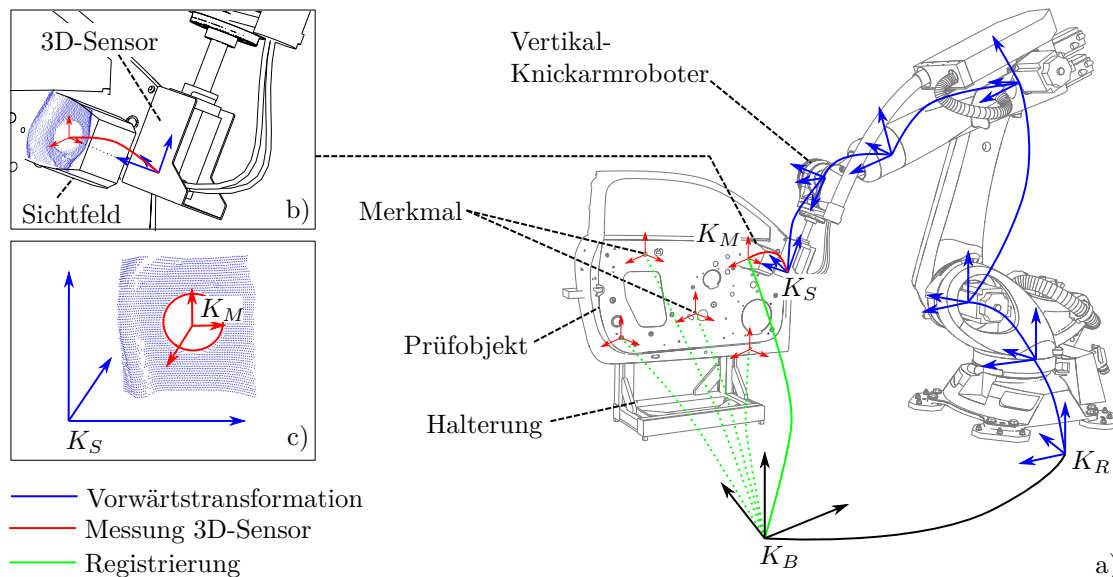 3D-Sensor
Sichtfeld
b)
Vertikal-
Knickarmroboter
Merkmal
K_M
K_S
Prüfobjekt
Halterung
K_R
K_B
a)
K_M
K_S
c)
Vorwärtstransformation
Messung 3D-Sensor
Registrierung